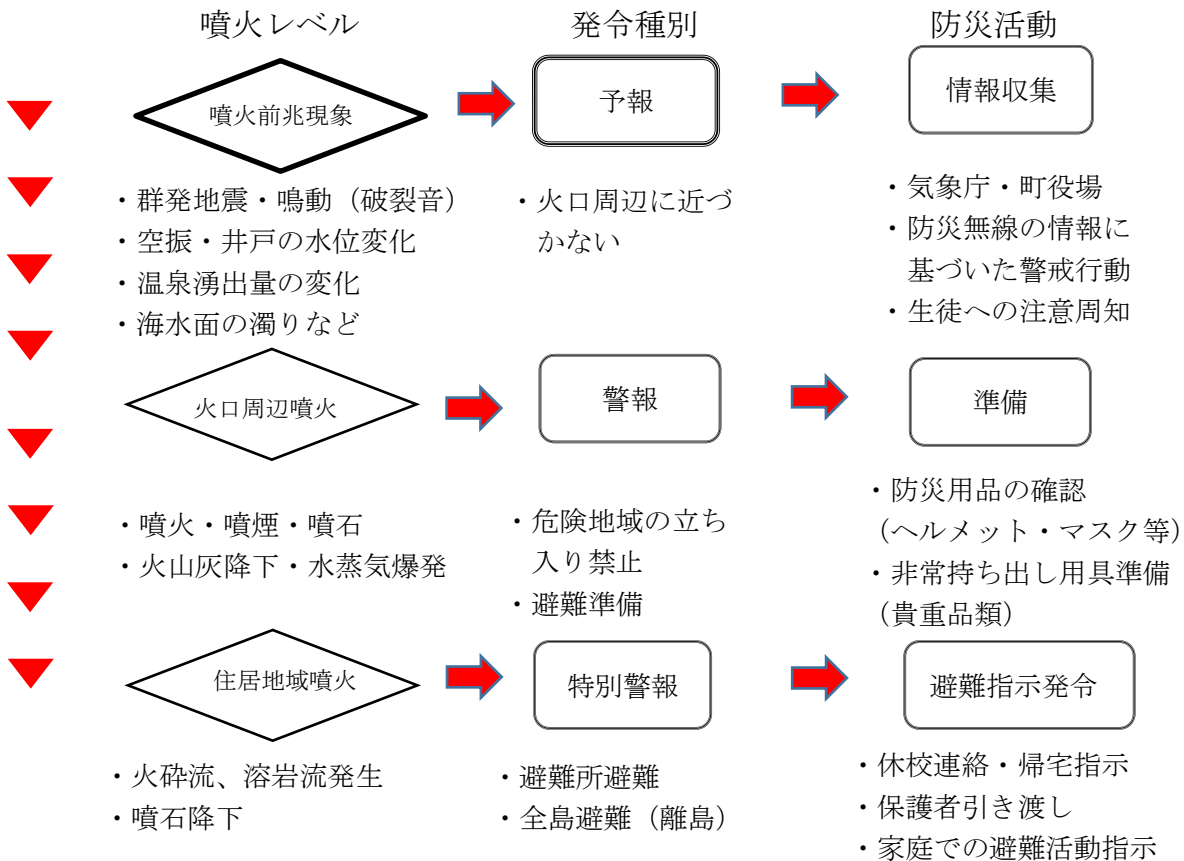 噴火レベル
発令種別
防災活動
噴火前兆現象
予報
情報収集
・群発地震・鳴動（破裂音）
・空振・井戸の水位変化
・温泉湧出量の変化
・海水面の濁りなど
・火口周辺に近づ
かない
・気象庁・町役場
・防災無線の情報に
基づいた警戒行動
・生徒への注意周知
火口周辺噴火
警報
準備
・噴火・噴煙・噴石
・火山灰降下・水蒸気爆発
・危険地域の立ち
入り禁止
・避難準備
・防災用品の確認
（ヘルメット・マスク等）
・非常持ち出し用具準備
（貴重品類）
住居地域噴火
特別警報
避難指示発令
・火砕流、溶岩流発生
・噴石降下
・避難所避難
・全島避難（離島）
・休校連絡・帰宅指示
・保護者引き渡し
・家庭での避難活動指示